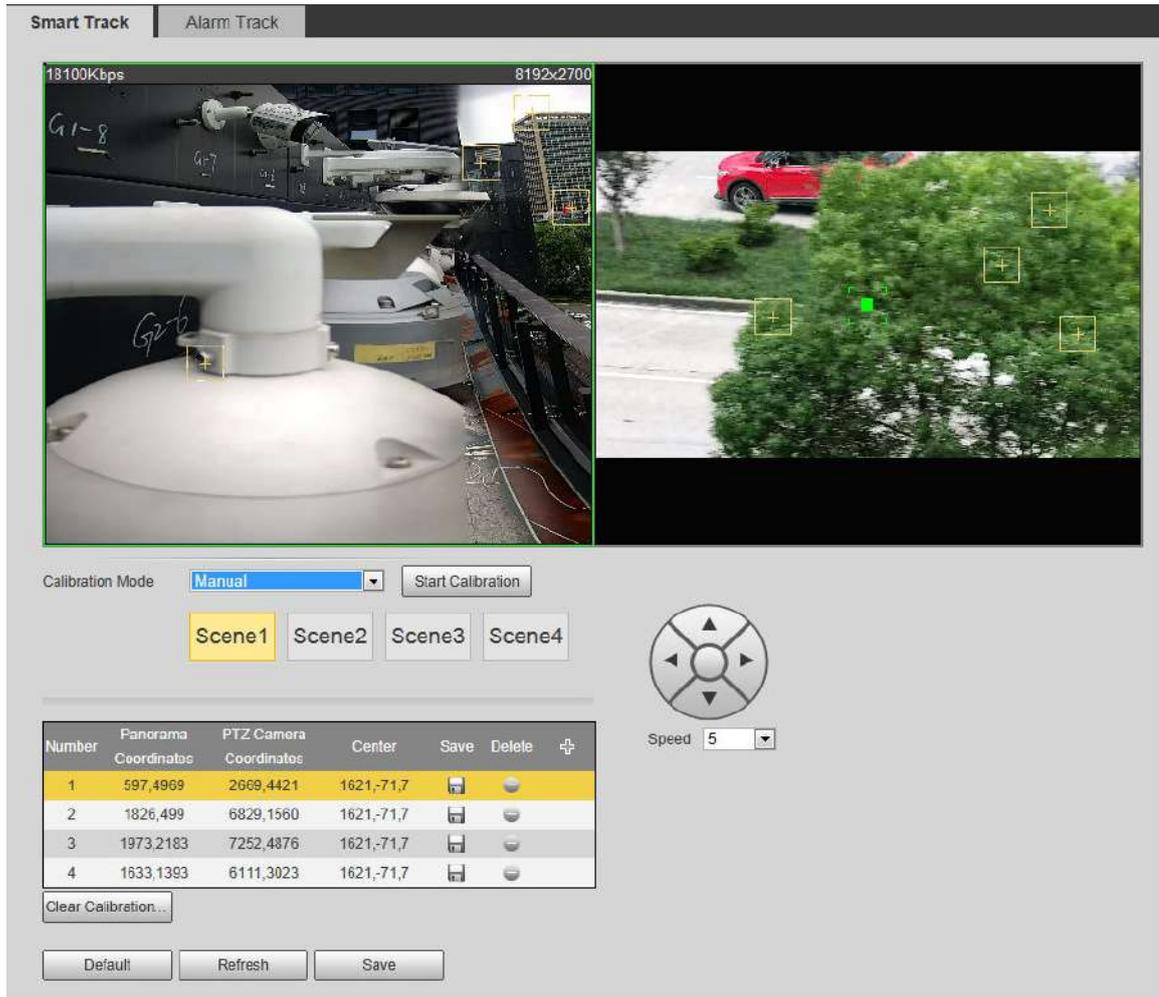 Smart Track
Alarm Track
18100Kbps
8192x2700
G1-8
G1-7
G2-6
Calibration Mode
Manual
Start Calibration
Scene1
Scene2
Scene3
Scene4
Speed
5
Number Panorama Coordinates PTZ Camera Coordinates Center Save Delete
1 597,4969 2669,4421 1621,-71,7
2 1826,499 6829,1560 1621,-71,7
3 1973,2183 7252,4876 1621,-71,7
4 1633,1393 6111,3023 1621,-71,7
Clear Calibration...
Default
Refresh
Save